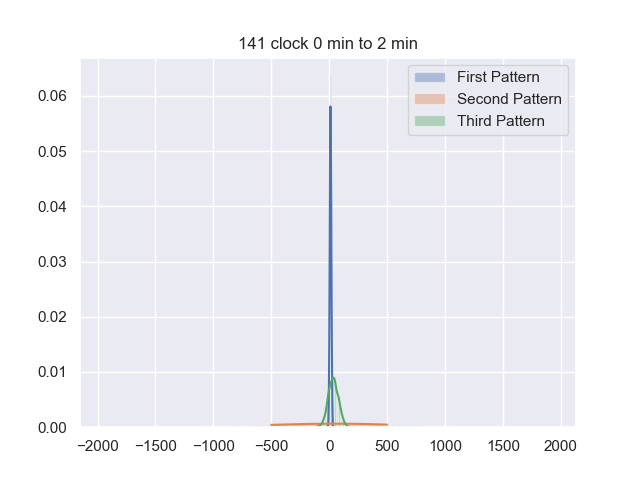 141 clock 0 min to 2 min
First Pattern
Second Pattern
Third Pattern
0.06
0.05
0.04
0.03
0.02
0.01
0.00
−2000 −1500 −1000 −500 0 500 1000 1500 2000